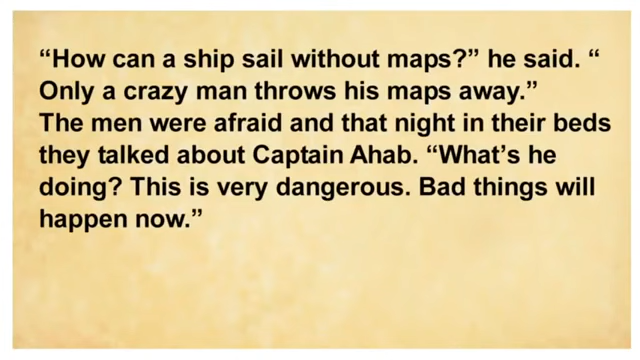 “How can a ship sail without maps?” he said. “
Only a crazy man throws his maps away.”
The men were afraid and that night in their beds
they talked about Captain Ahab. “What’s he
doing? This is very dangerous. Bad things will
happen now.”